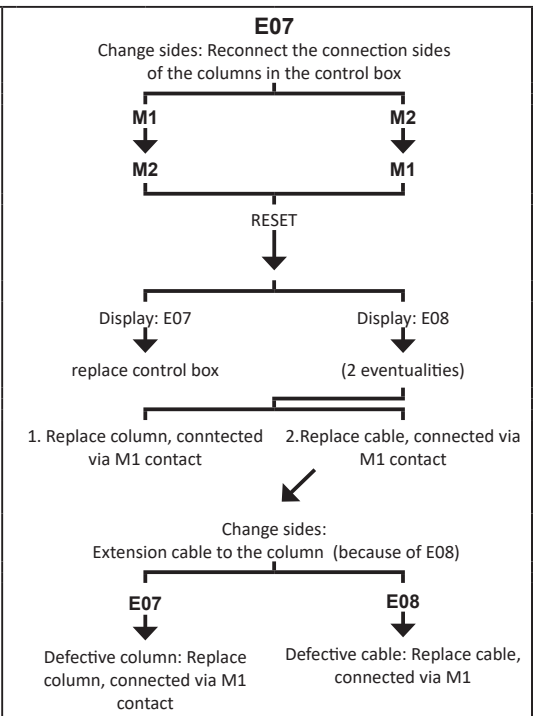 E07
Change sides: Reconnect the connection sides
of the columns in the control box
M1
M2
M2
M1
RESET
Display: E07
Display: E08
replace control box
(2 eventualities)
1. Replace column, conntected
via M1 contact
2.Replace cable, connected via
M1 contact
Change sides:
Extension cable to the column (because of E08)
E07
E08
Defective column: Replace
column, connected via M1
contact
Defective cable: Replace cable,
connected via M1